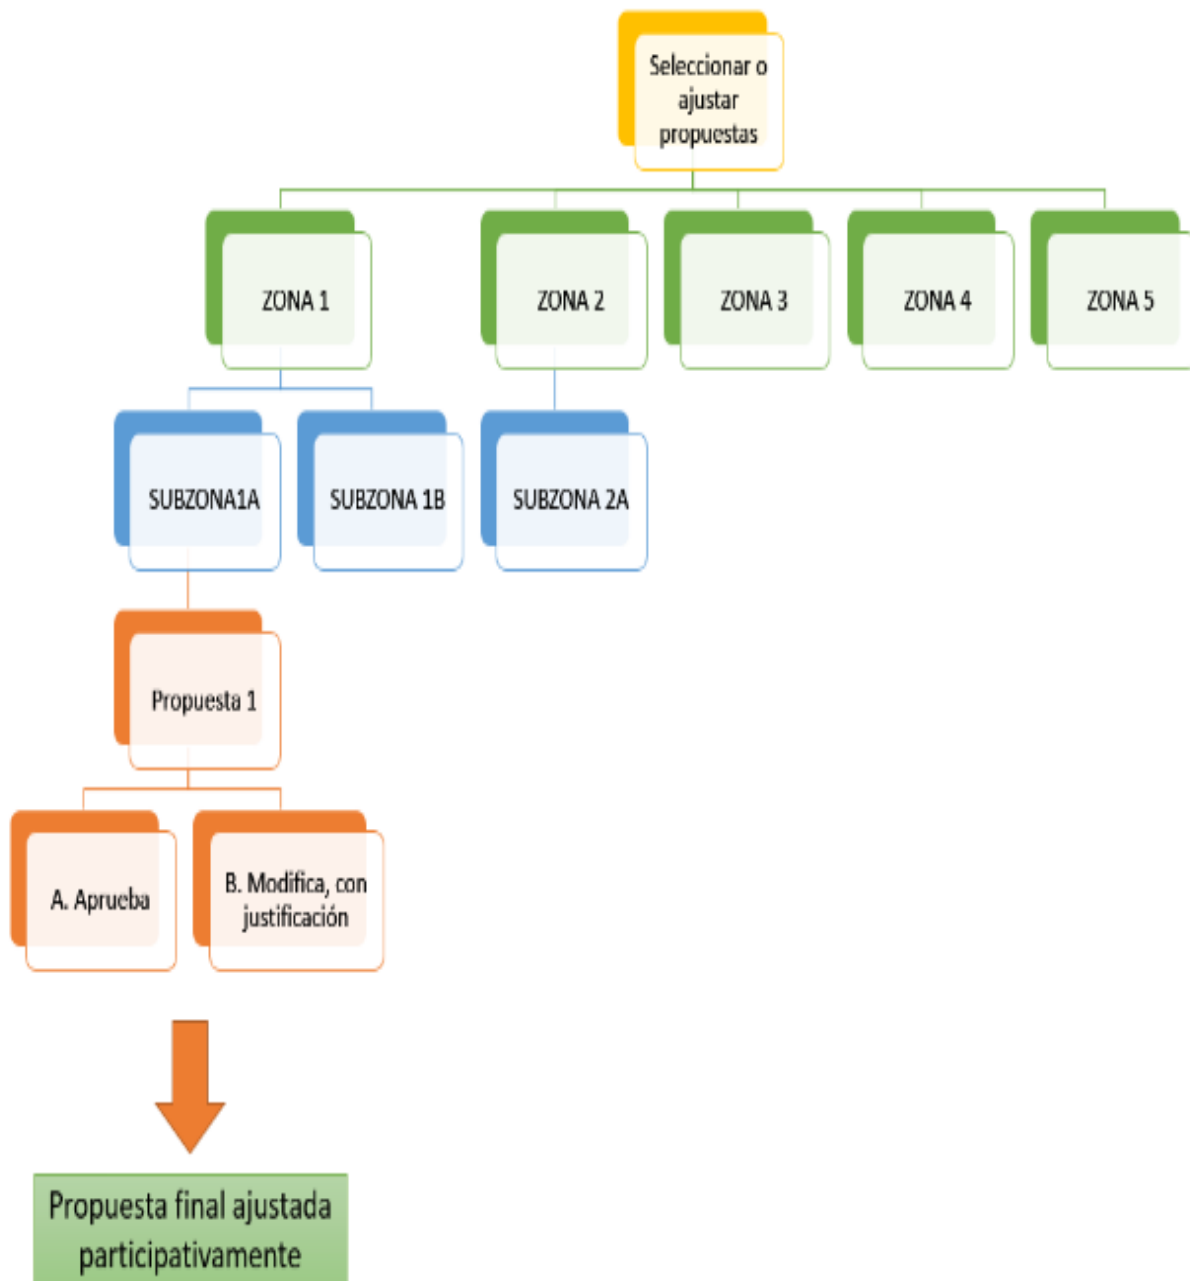 Seleccionar o
ajustar
propuestas
ZONA 1
ZONA 2
ZONA 3
ZONA 4
ZONA 5
SUBZONA1A
SUBZONA 1B
SUBZONA 2A
Propuesta 1
A. Aprueba
B. Modifica, con
justificación
Propuesta final ajustada
participativamente